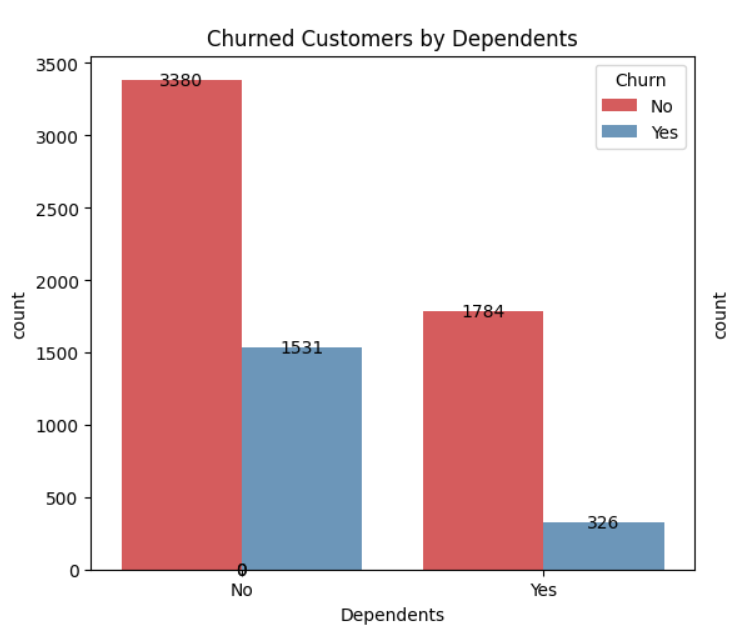 Churned Customers by Dependents
3500
3000
2500
2000
1500
1000
500
0
count
3380
1531
1784
326
0
Churn
No
Yes
No
Yes
Dependents
count